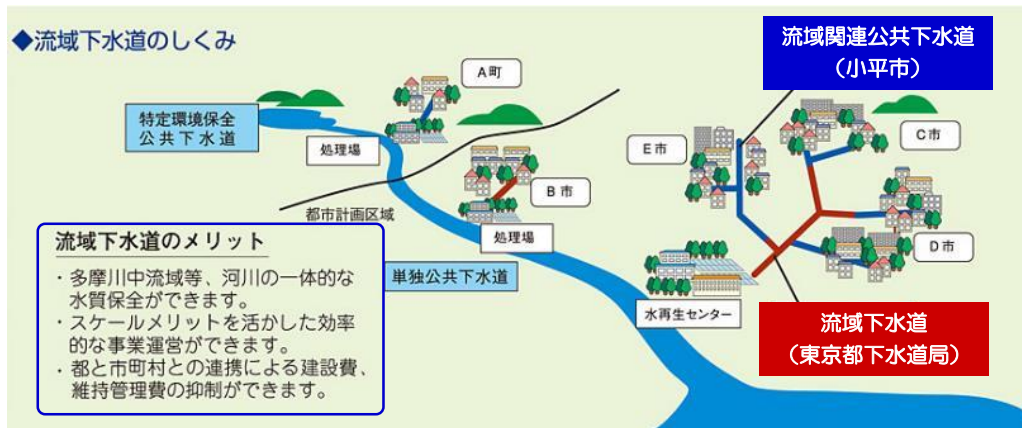 ◆流域下水道のしくみ
流域関連公共下水道
(小平市)
A町
特定環境保全
公共下水道
処理場
E市
C市
B市
都市計画区域
処理場
D市
単独公共下水道
水再生センター
流域下水道
(東京都下水道局)
流域下水道のメリット
・多摩川中流域等、河川の一体的な
水質保全ができます。
・スケールメリットを活かした効率
的な事業運営ができます。
・都と市町村との連携による建設費、
維持管理費の抑制ができます。